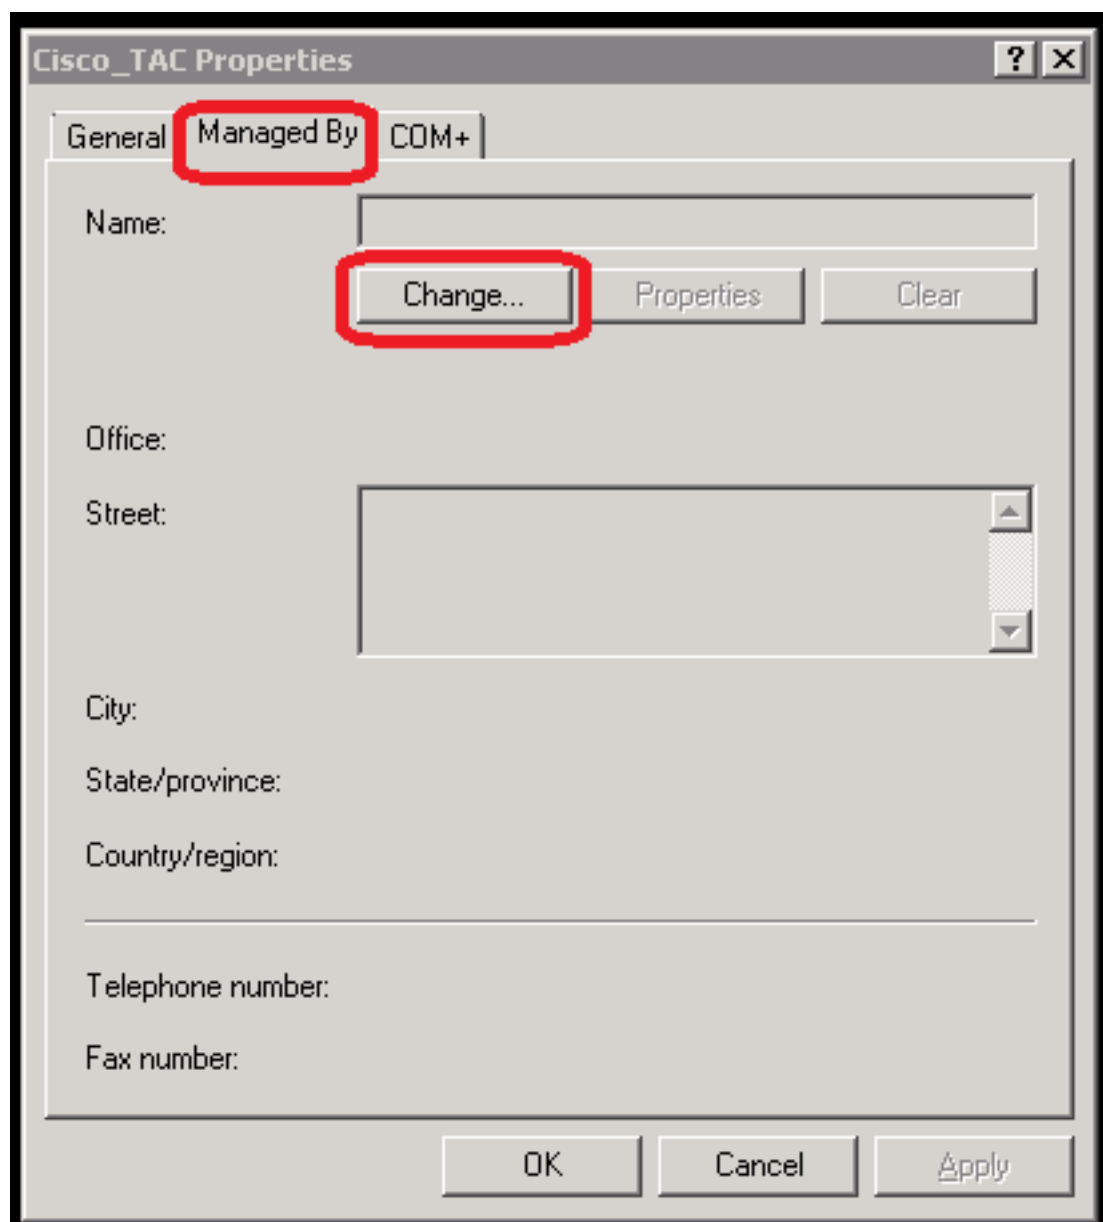 Cisco_TAC Properties ? X
General Managed By COM+
Name:
Change... Properties Clear
Office:
Street:
City:
State/province:
Country/region:
Telephone number:
Fax number:
OK Cancel Apply